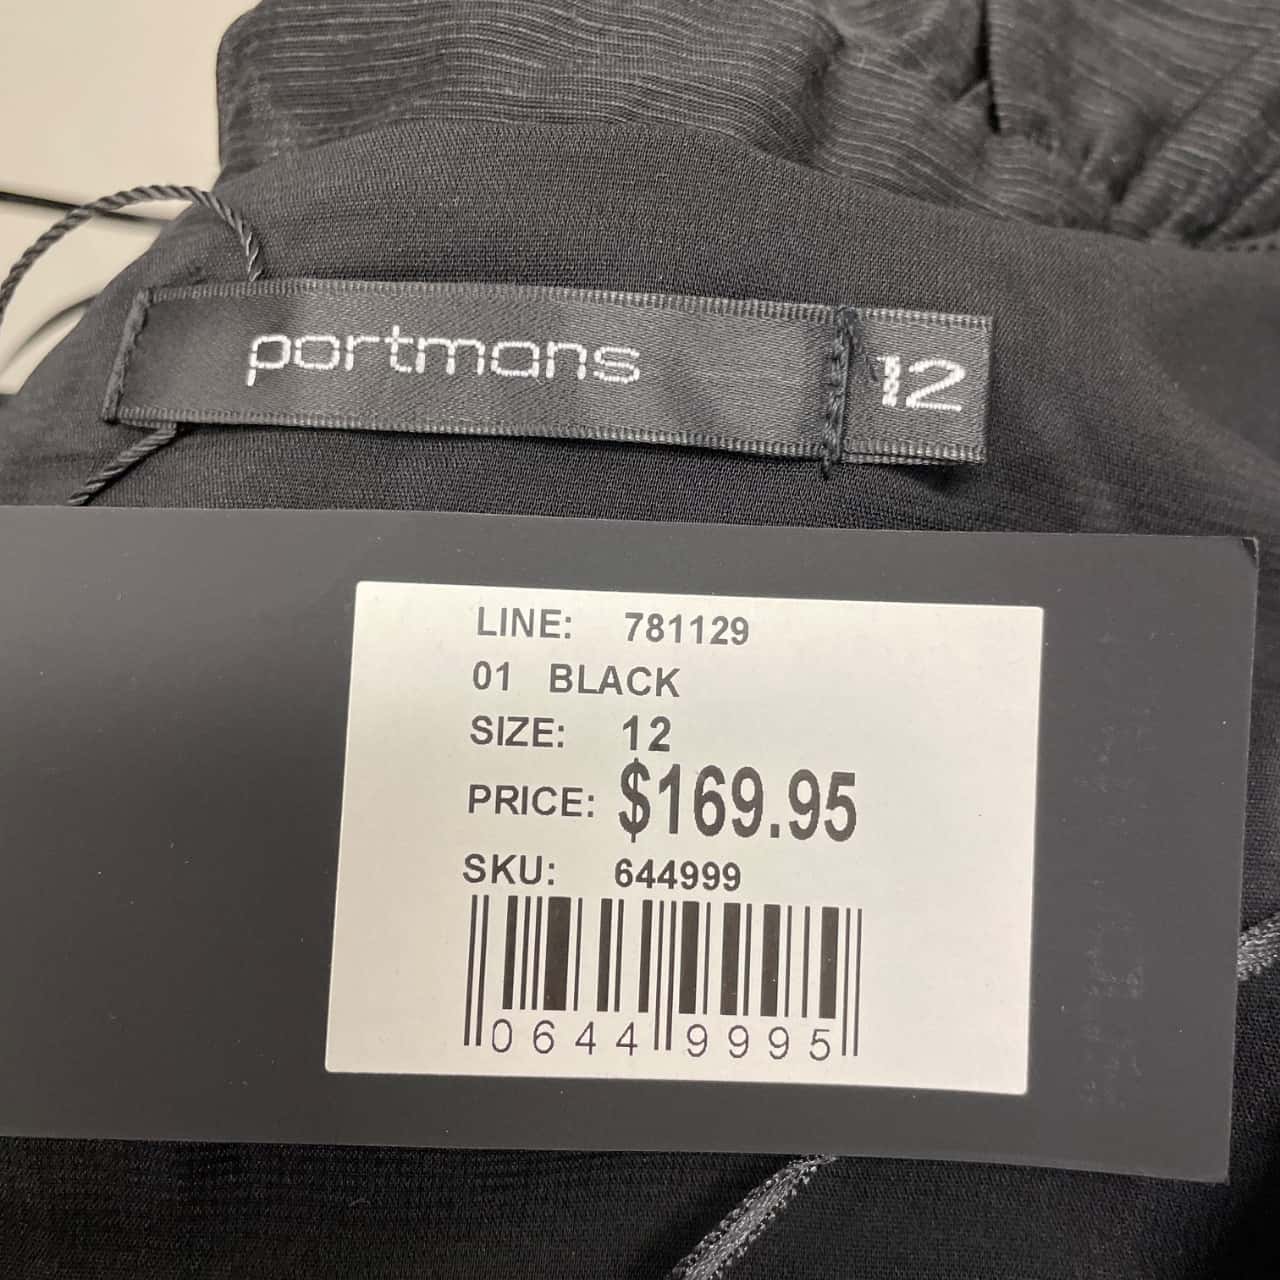 portmans 12
LINE: 781129
01 BLACK
SIZE: 12
PRICE: $169.95
SKU: 644999
0644 9995